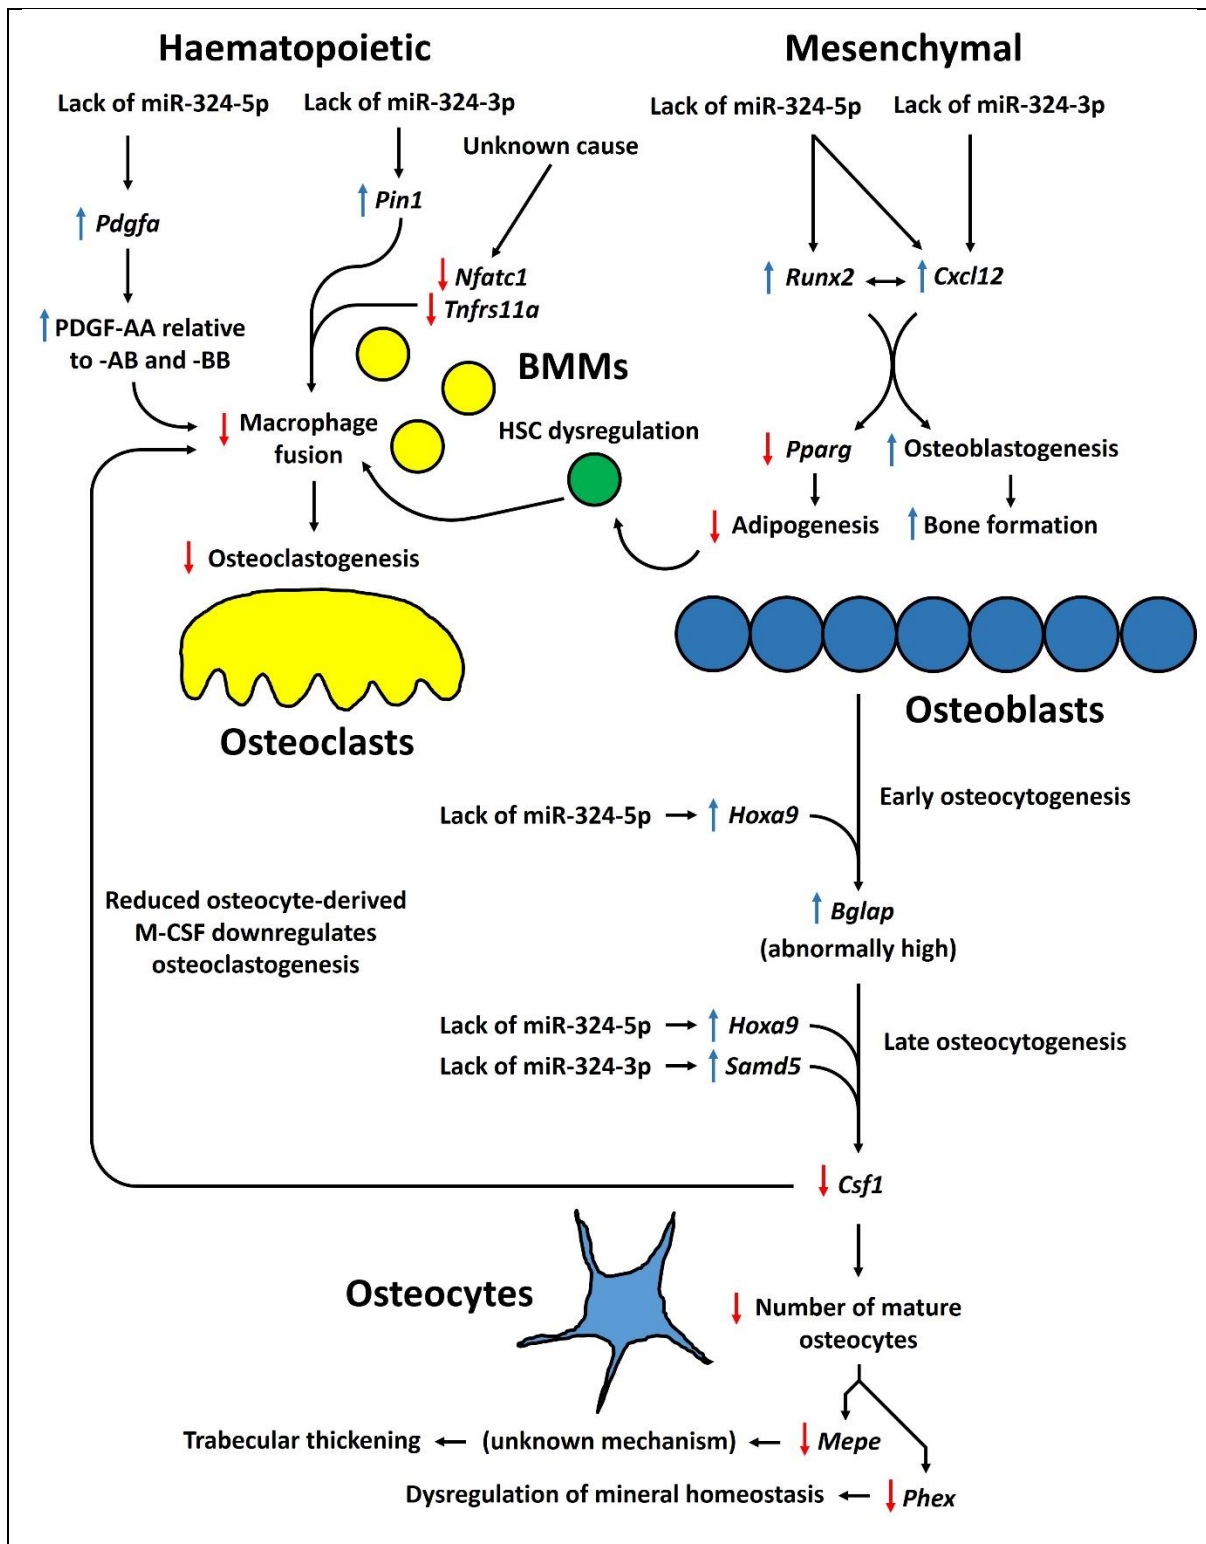 Haematopoietic
Mesenchymal
Lack of miR-324-5p
Lack of miR-324-3p
Unknown cause
Pdgfa
Pin1
Nfatc1
Tnfrs11a
PDGF-AA relative
to -AB and -BB
BMMs
Macrophage
fusion
HSC dysregulation
Osteoclastogenesis
Osteoclasts
Lack of miR-324-5p
Lack of miR-324-3p
Runx2
Cxcl12
Pparg
Osteoblastogenesis
Adipogenesis
Bone formation
Osteoblasts
Early osteocytogenesis
Lack of miR-324-5p
Hoxa9
Bglap
(abnormally high)
Reduced osteocyte-derived
M-CSF downregulates
osteoclastogenesis
Lack of miR-324-5p
Hoxa9
Late osteocytogenesis
Lack of miR-324-3p
Samd5
Csf1
Osteocytes
Number of mature
osteocytes
Trabecular thickening
(unknown mechanism)
Mepe
Dysregulation of mineral homeostasis
Phex